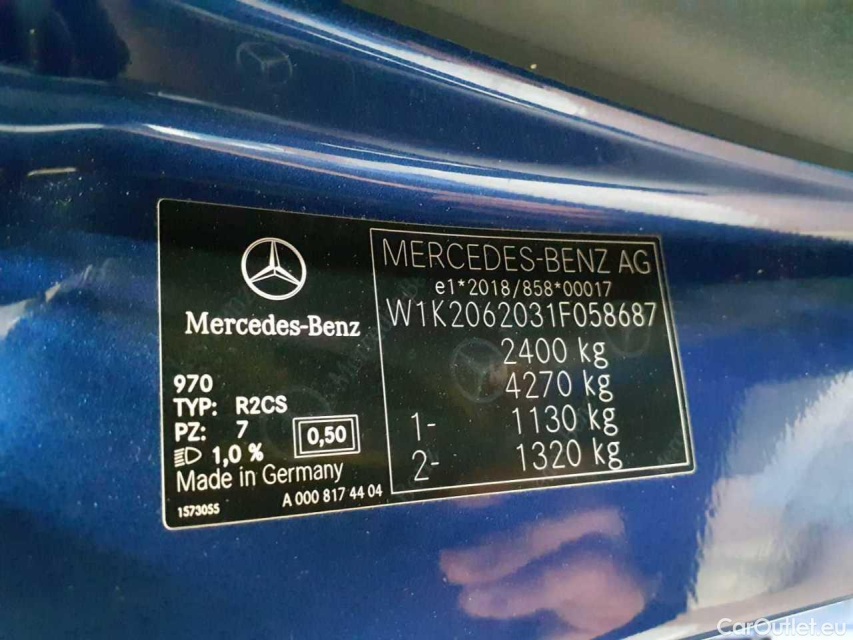 Mercedes-Benz
970
TYP: R2CS
PZ: 7
0,50
1,0 %
Made in Germany
1573055
A 000 817 44 04
MERCEDES-BENZ AG
e1*2018/858*00017
W1K2062031F058687
2400 kg
4270 kg
1- 1130 kg
2- 1320 kg
CarOutlet.eu